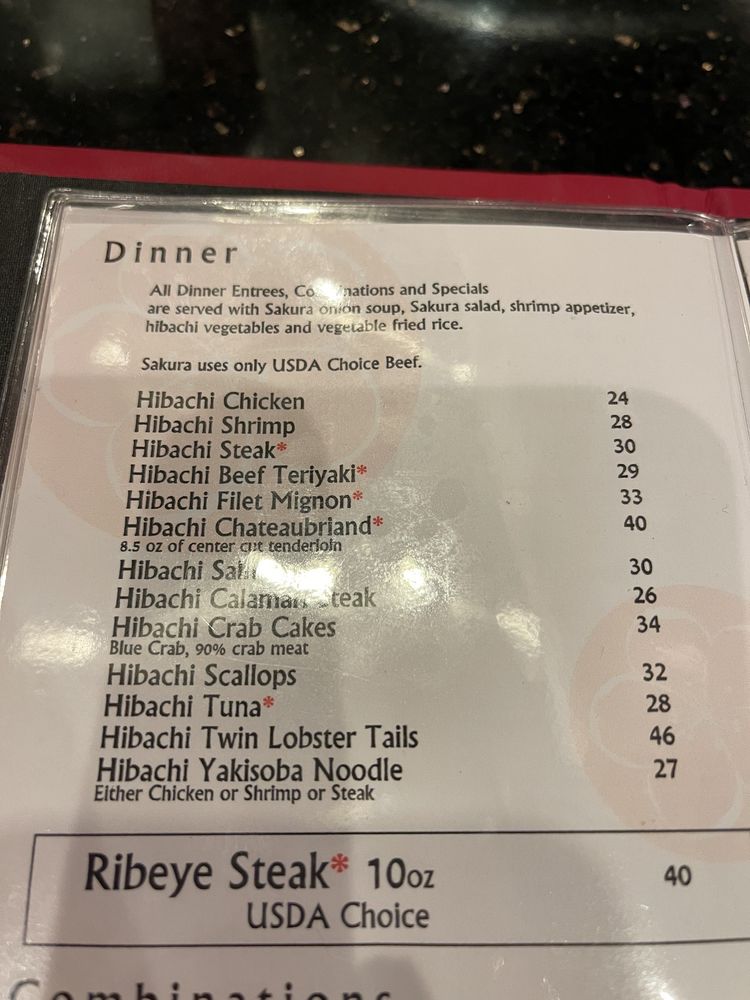 Dinner
All Dinner Entrees, and Specials
are served with Sakura onion soup, Sakura salad, shrimp appetizer,
hibachi vegetables and vegetable fried rice.
Sakura uses only USDA Choice Beef.
Hibachi Chicken 24
Hibachi Shrimp 28
Hibachi Steak* 30
Hibachi Beef Teriyaki* 29
Hibachi Filet Mignon* 33
Hibachi Chateaubriand* 40
8.5 oz of center cut tenderloin
Hibachi 30
Hibachi Calamari Steak 26
Hibachi Crab Cakes 34
Blue Crab, 90% crab meat
Hibachi Scallops 32
Hibachi Tuna* 28
Hibachi Twin Lobster Tails 46
Hibachi Yakisoba Noodle 27
Either Chicken or Shrimp or Steak
Ribeye Steak* 10oz 40
USDA Choice
Combinations